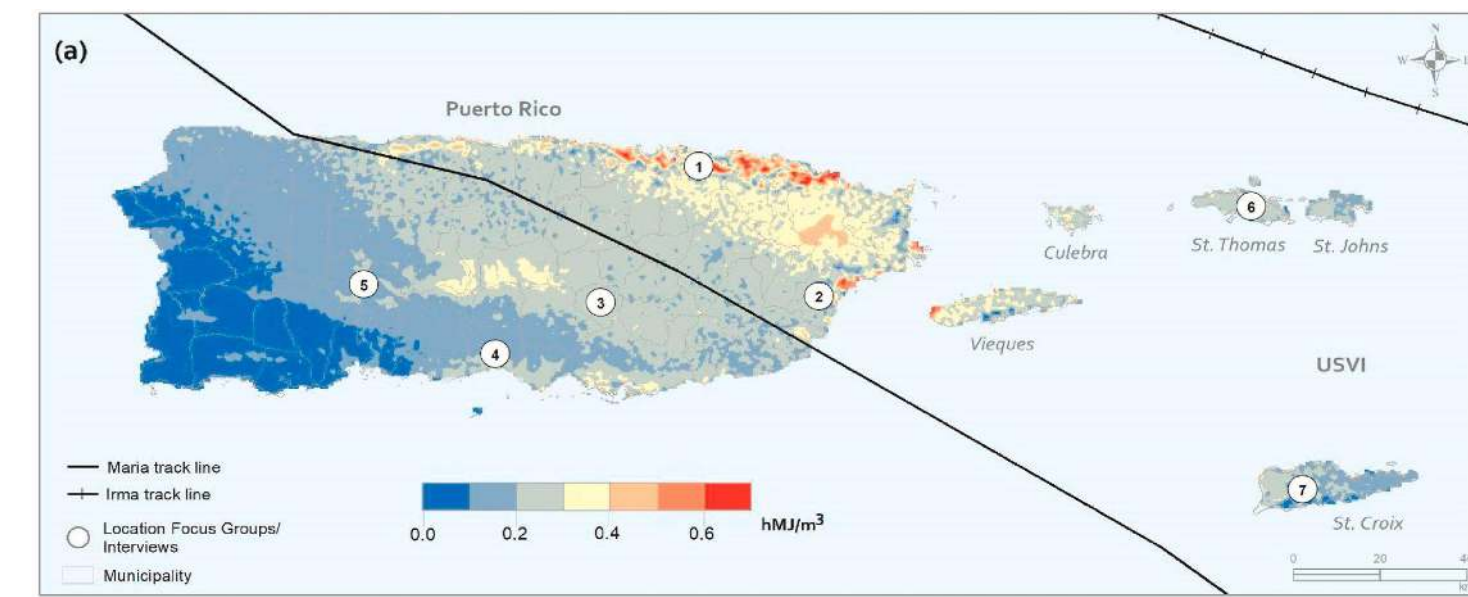 (a)
N
W
S
Puerto Rico
1
2
3
4
5
6
7
Culebra
St. Thomas
St. Johns
Vieques
USVI
St. Croix
Maria track line
Irma track line
Location Focus Groups/
Interviews
Municipality
0.0 0.2 0.4 0.6
hMJ/m³
0 20